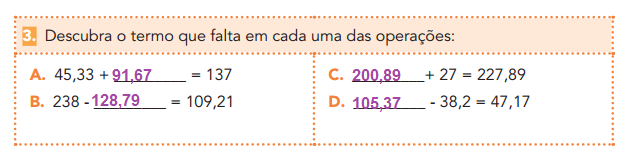 3. Descubra o termo que falta em cada uma das operações:
A. 45,33 + 91,67 = 137
B. 238 - 128,79 = 109,21
C. 200,89 + 27 = 227,89
D. 105,37 - 38,2 = 47,17